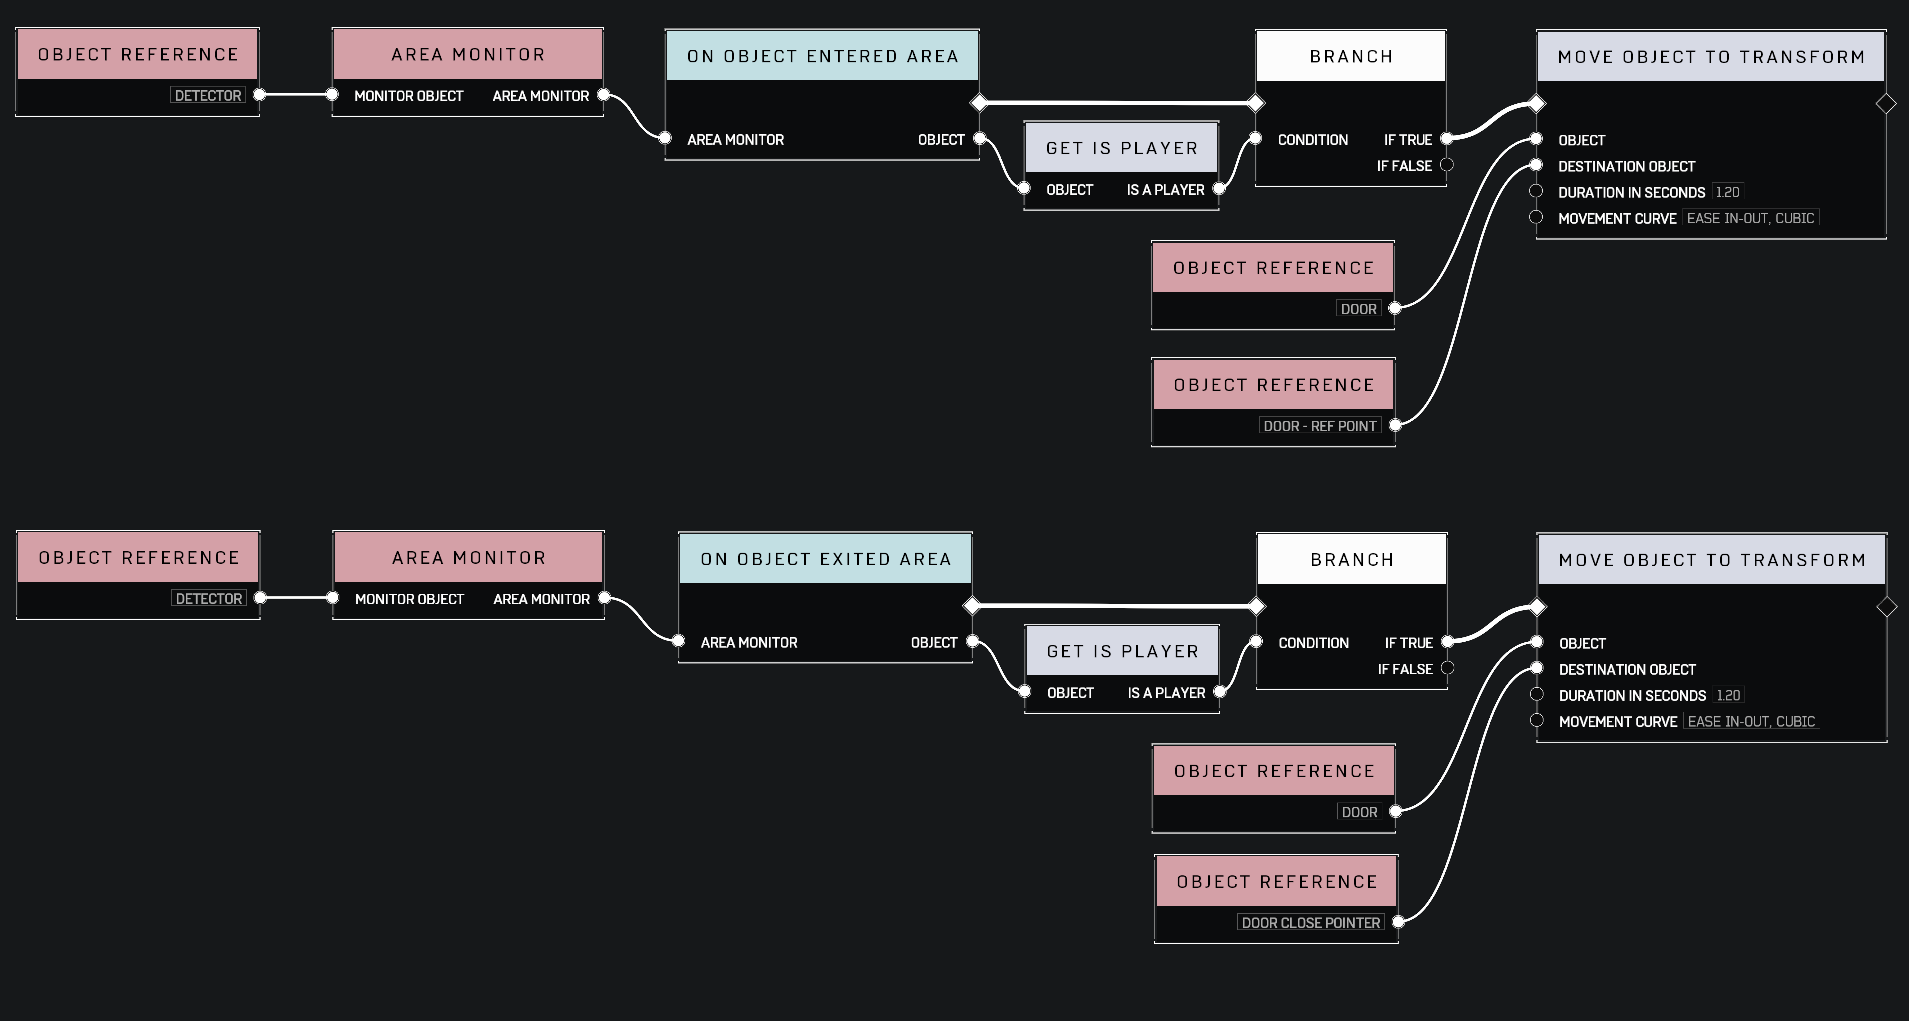 OBJECT REFERENCE
DETECTOR
AREA MONITOR
MONITOR OBJECT AREA MONITOR
ON OBJECT ENTERED AREA
AREA MONITOR OBJECT
GET IS PLAYER
OBJECT IS A PLAYER
BRANCH
CONDITION IF TRUE
IF FALSE
MOVE OBJECT TO TRANSFORM
OBJECT
DESTINATION OBJECT
DURATION IN SECONDS 1.20
MOVEMENT CURVE EASE IN-OUT, CUBIC
OBJECT REFERENCE
DOOR
OBJECT REFERENCE
DOOR - REF POINT
OBJECT REFERENCE
DETECTOR
AREA MONITOR
MONITOR OBJECT AREA MONITOR
ON OBJECT EXITED AREA
AREA MONITOR OBJECT
GET IS PLAYER
OBJECT IS A PLAYER
BRANCH
CONDITION IF TRUE
IF FALSE
MOVE OBJECT TO TRANSFORM
OBJECT
DESTINATION OBJECT
DURATION IN SECONDS 1.20
MOVEMENT CURVE EASE IN-OUT, CUBIC
OBJECT REFERENCE
DOOR
OBJECT REFERENCE
DOOR CLOSE POINTER